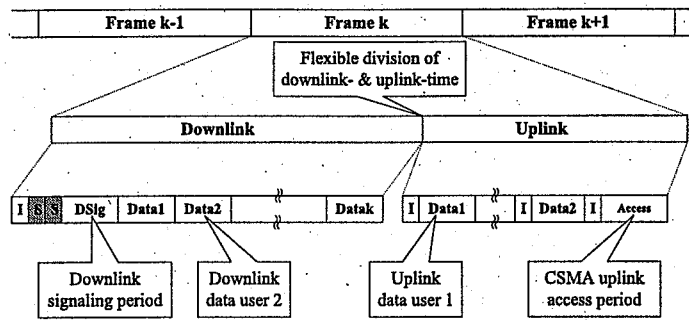 Frame k-1 Frame k Frame k+1
Flexible division of
downlink- & uplink-time
Downlink Uplink
I S S DSig Data1 Data2 Datak I Data1 I Data2 I Access
Downlink
signaling period
Downlink
data user 2
Uplink
data user 1
CSMA uplink
access period